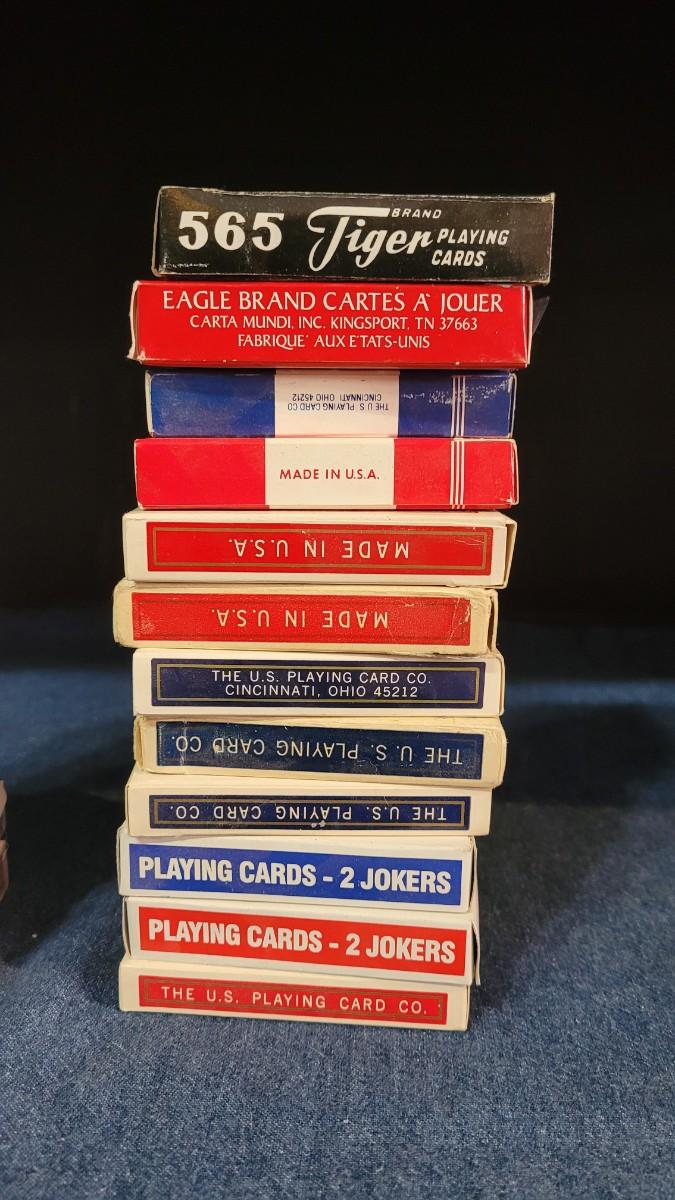 565 Tiger BRAND PLAYING CARDS
EAGLE BRAND CARTES A` JOUER
CARTA MUNDI, INC. KINGSPORT, TN 37663
FABRIQUE´ AUX E´TATS-UNIS
THE U.S. PLAYING CARD CO
CINCINNATI, OHIO 45212
MADE IN U.S.A.
MADE IN U.S.A.
MADE IN U.S.A.
THE U.S. PLAYING CARD CO.
CINCINNATI, OHIO 45212
THE U.S. PLAYING CARD CO.
THE U.S. PLAYING CARD CO.
PLAYING CARDS - 2 JOKERS
PLAYING CARDS - 2 JOKERS
THE U.S. PLAYING CARD CO.